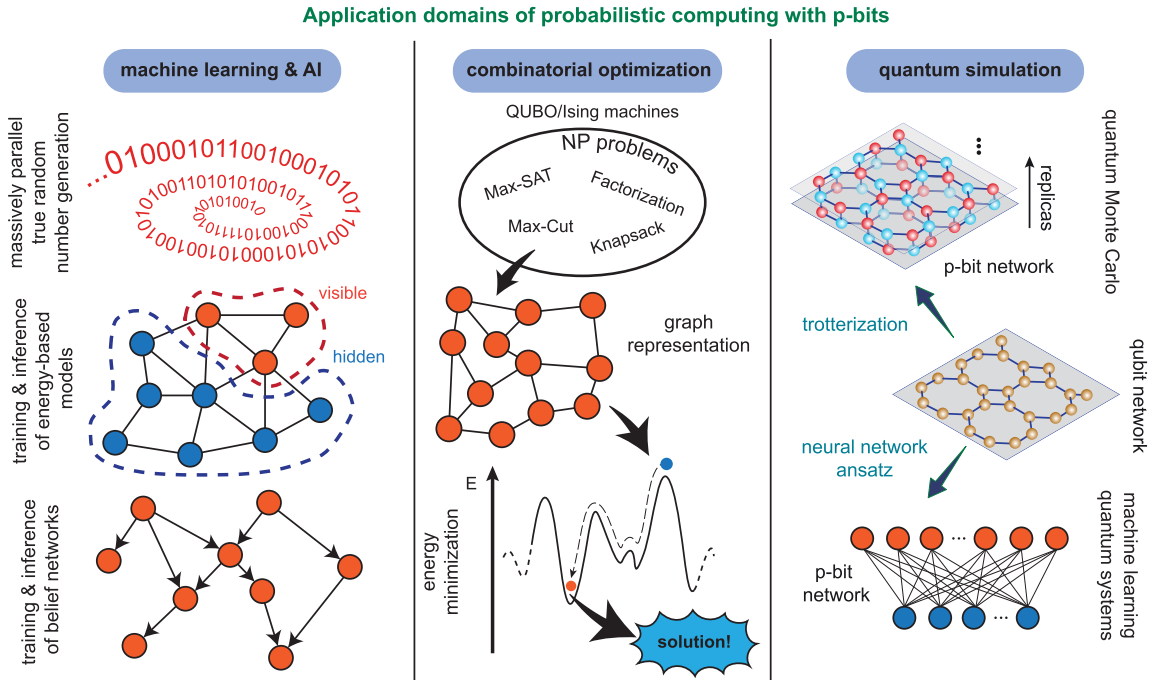 Application domains of probabilistic computing with p-bits
machine learning & AI
massively parallel
true random
number generation
visible
hidden
training & inference
of energy-based
models
training & inference
of belief networks
combinatorial optimization
QUBO/Ising machines
NP problems
Max-SAT
Factorization
Max-Cut
Knapsack
graph
representation
E
energy
minimization
solution!
quantum simulation
quantum Monte Carlo
replicas
p-bit network
trotterization
qubit network
neural network
ansatz
p-bit
network
machine learning
quantum systems